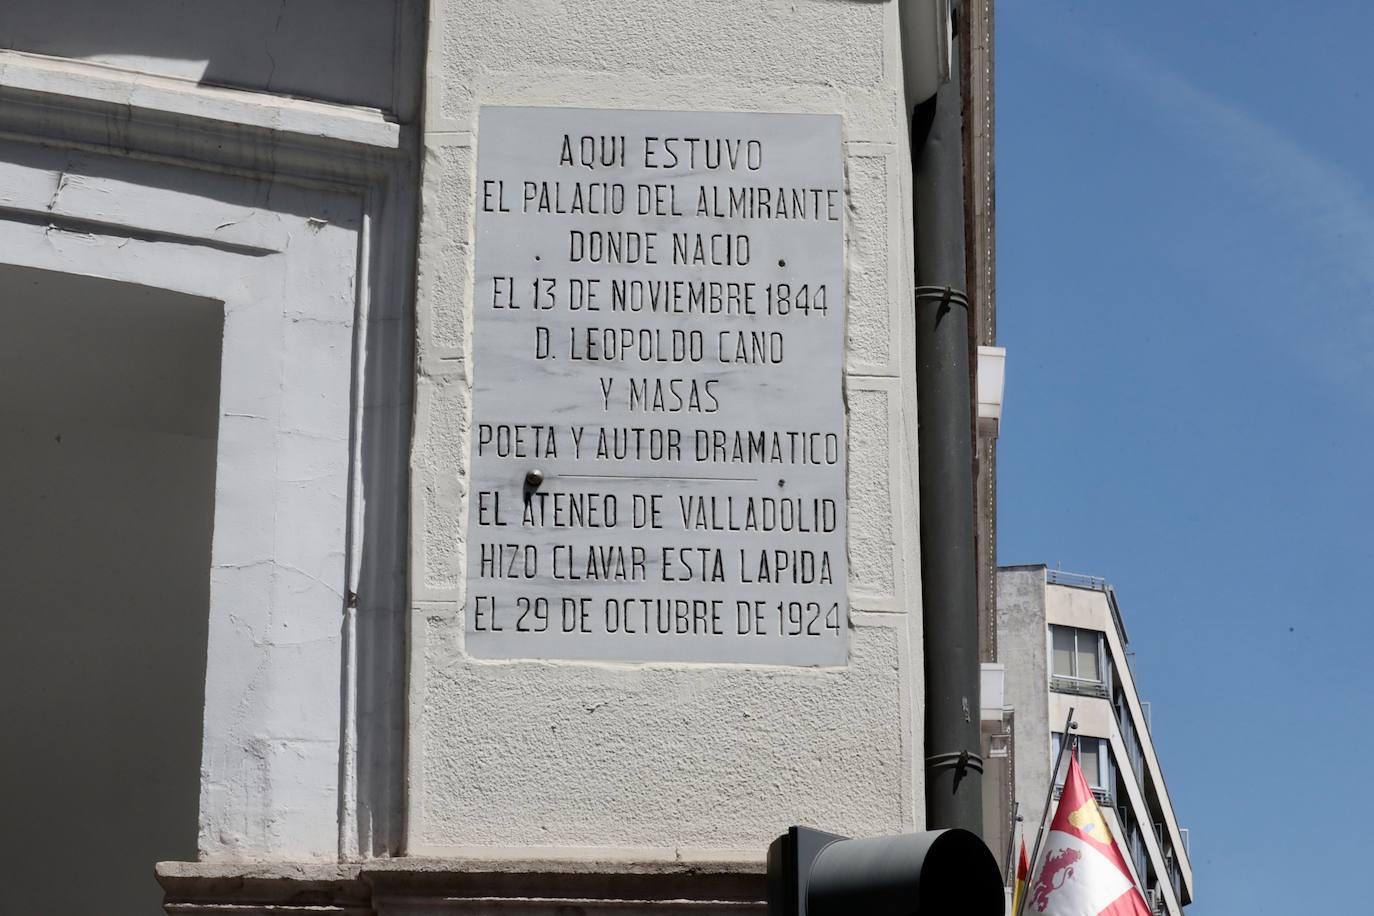 AQUI ESTUVO
EL PALACIO DEL ALMIRANTE
DONDE NACIO
EL 13 DE NOVIEMBRE 1844
D. LEOPOLDO CANO
Y MASAS
POETA Y AUTOR DRAMATICO
EL ATENEO DE VALLADOLID
HIZO CLAVAR ESTA LAPIDA
EL 29 DE OCTUBRE DE 1924